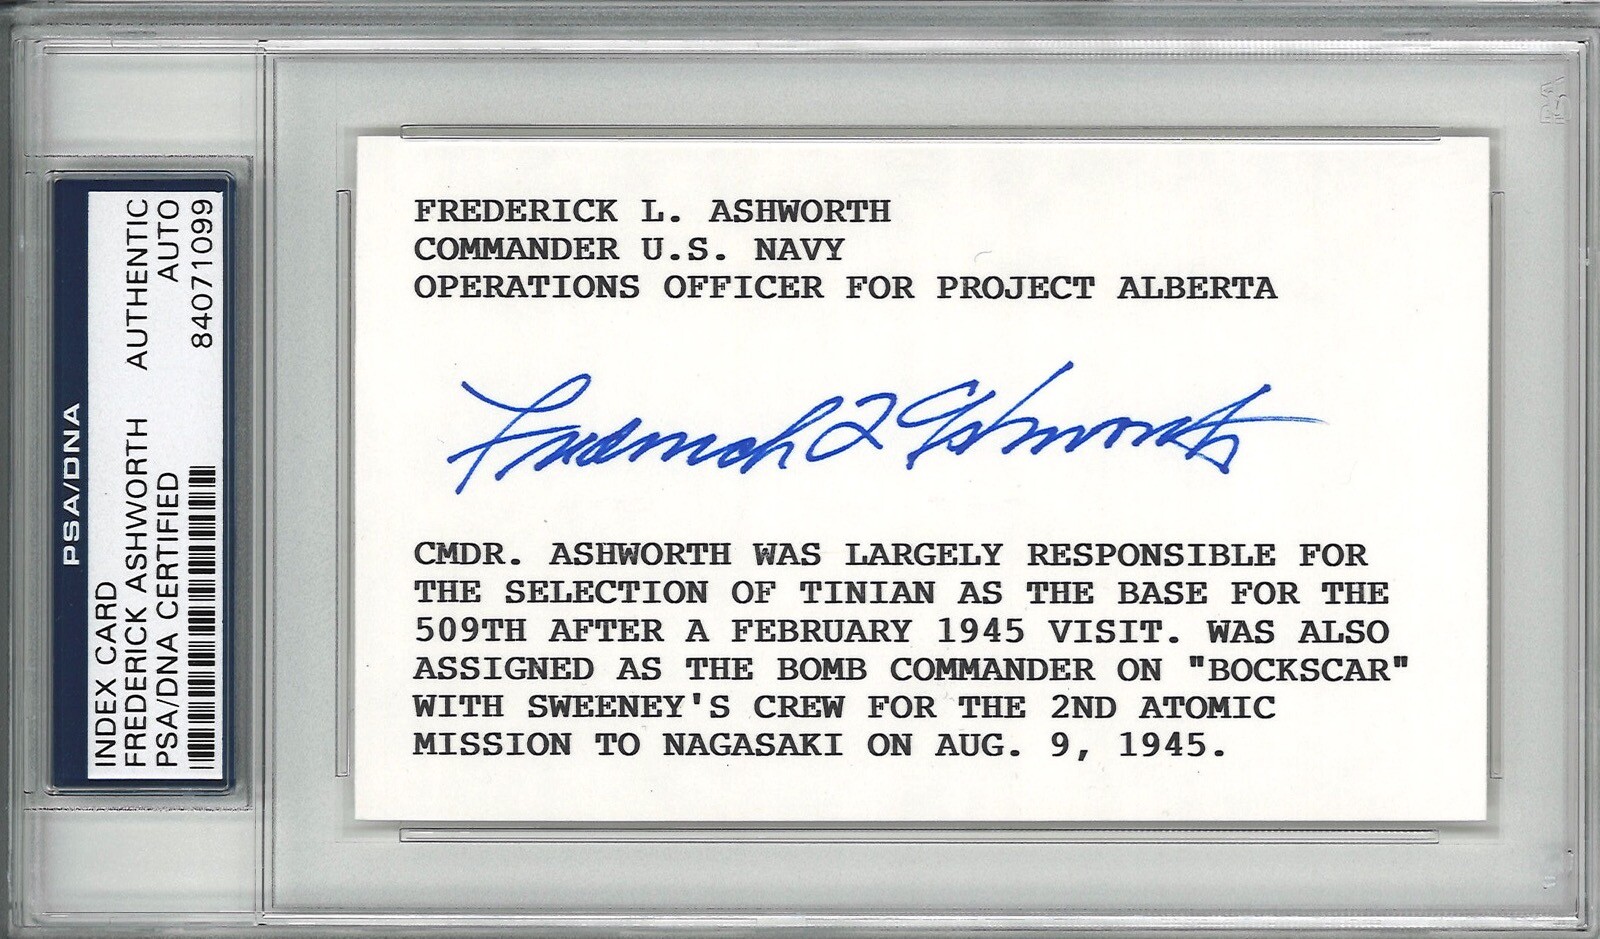 PSA/DNA
INDEX CARD
FREDERICK ASHWORTH AUTHENTIC
PSA/DNA CERTIFIED AUTO
84071099
FREDERICK L. ASHWORTH
COMMANDER U.S. NAVY
OPERATIONS OFFICER FOR PROJECT ALBERTA
Frederick L Ashworth
CMDR. ASHWORTH WAS LARGELY RESPONSIBLE FOR
THE SELECTION OF TINIAN AS THE BASE FOR THE
509TH AFTER A FEBRUARY 1945 VISIT. WAS ALSO
ASSIGNED AS THE BOMB COMMANDER ON "BOCKSCAR"
WITH SWEENEY'S CREW FOR THE 2ND ATOMIC
MISSION TO NAGASAKI ON AUG. 9, 1945.
PSA